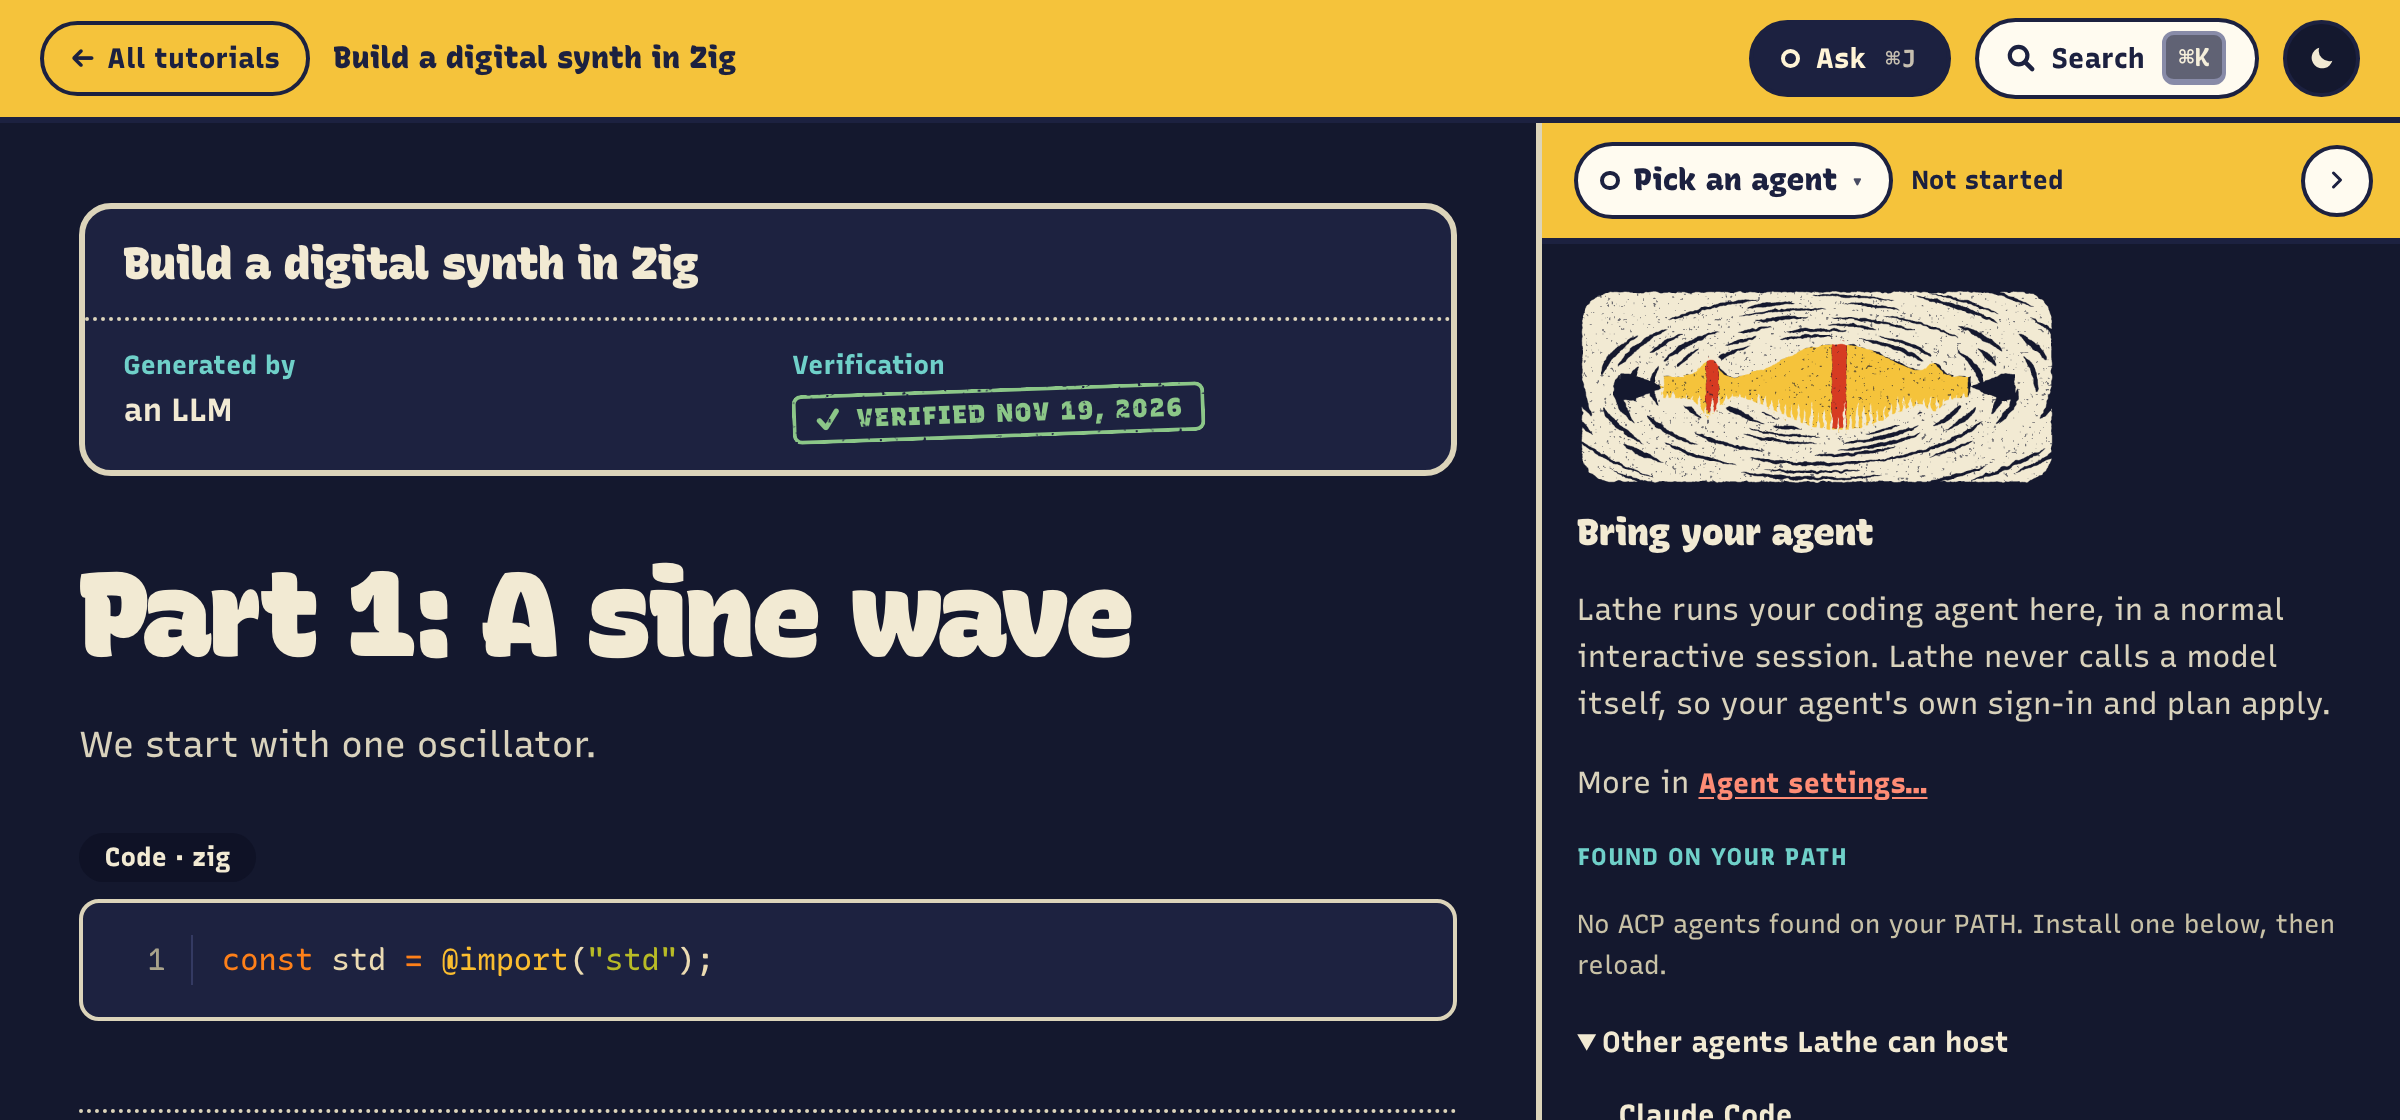 ← All tutorials
Build a digital synth in Zig
Ask ⌘J
Search ⌘K
Pick an agent ▾
Not started
Build a digital synth in Zig
Generated by
an LLM
Verification
✓ VERIFIED NOV 19, 2026
Part 1: A sine wave
We start with one oscillator.
Code · zig
1 const std = @import("std");
Bring your agent
Lathe runs your coding agent here, in a normal
interactive session. Lathe never calls a model
itself, so your agent's own sign-in and plan apply.
More in Agent settings…
FOUND ON YOUR PATH
No ACP agents found on your PATH. Install one below, then
reload.
▼ Other agents Lathe can host
Claude Code